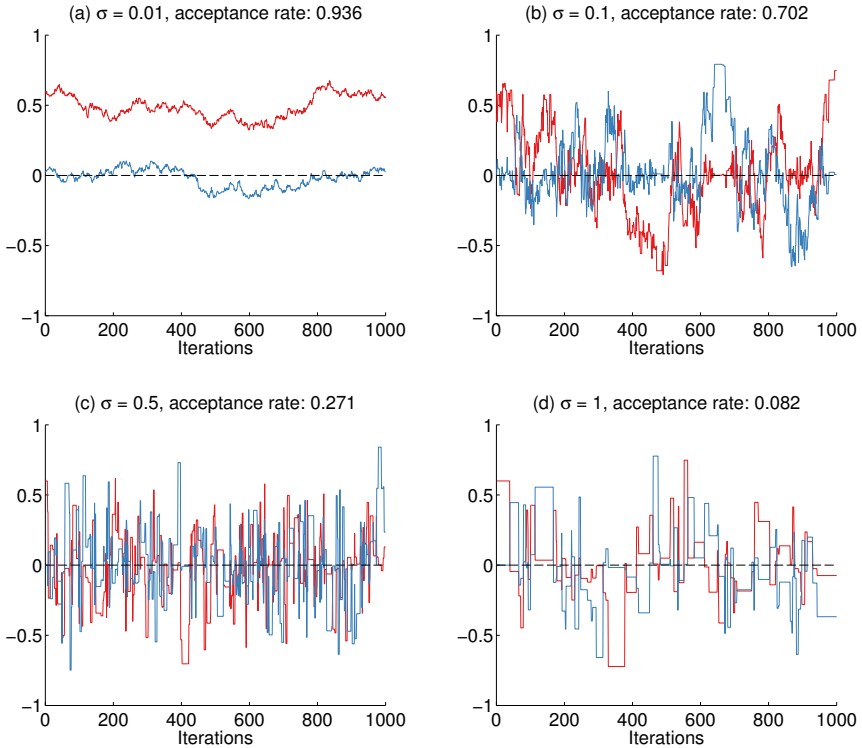 (a) σ = 0.01, acceptance rate: 0.936
1
0.5
0
−0.5
−1
0 200 400 600 800 1000
Iterations
(b) σ = 0.1, acceptance rate: 0.702
1
0.5
0
−0.5
−1
0 200 400 600 800 1000
Iterations
(c) σ = 0.5, acceptance rate: 0.271
1
0.5
0
−0.5
−1
0 200 400 600 800 1000
Iterations
(d) σ = 1, acceptance rate: 0.082
1
0.5
0
−0.5
−1
0 200 400 600 800 1000
Iterations